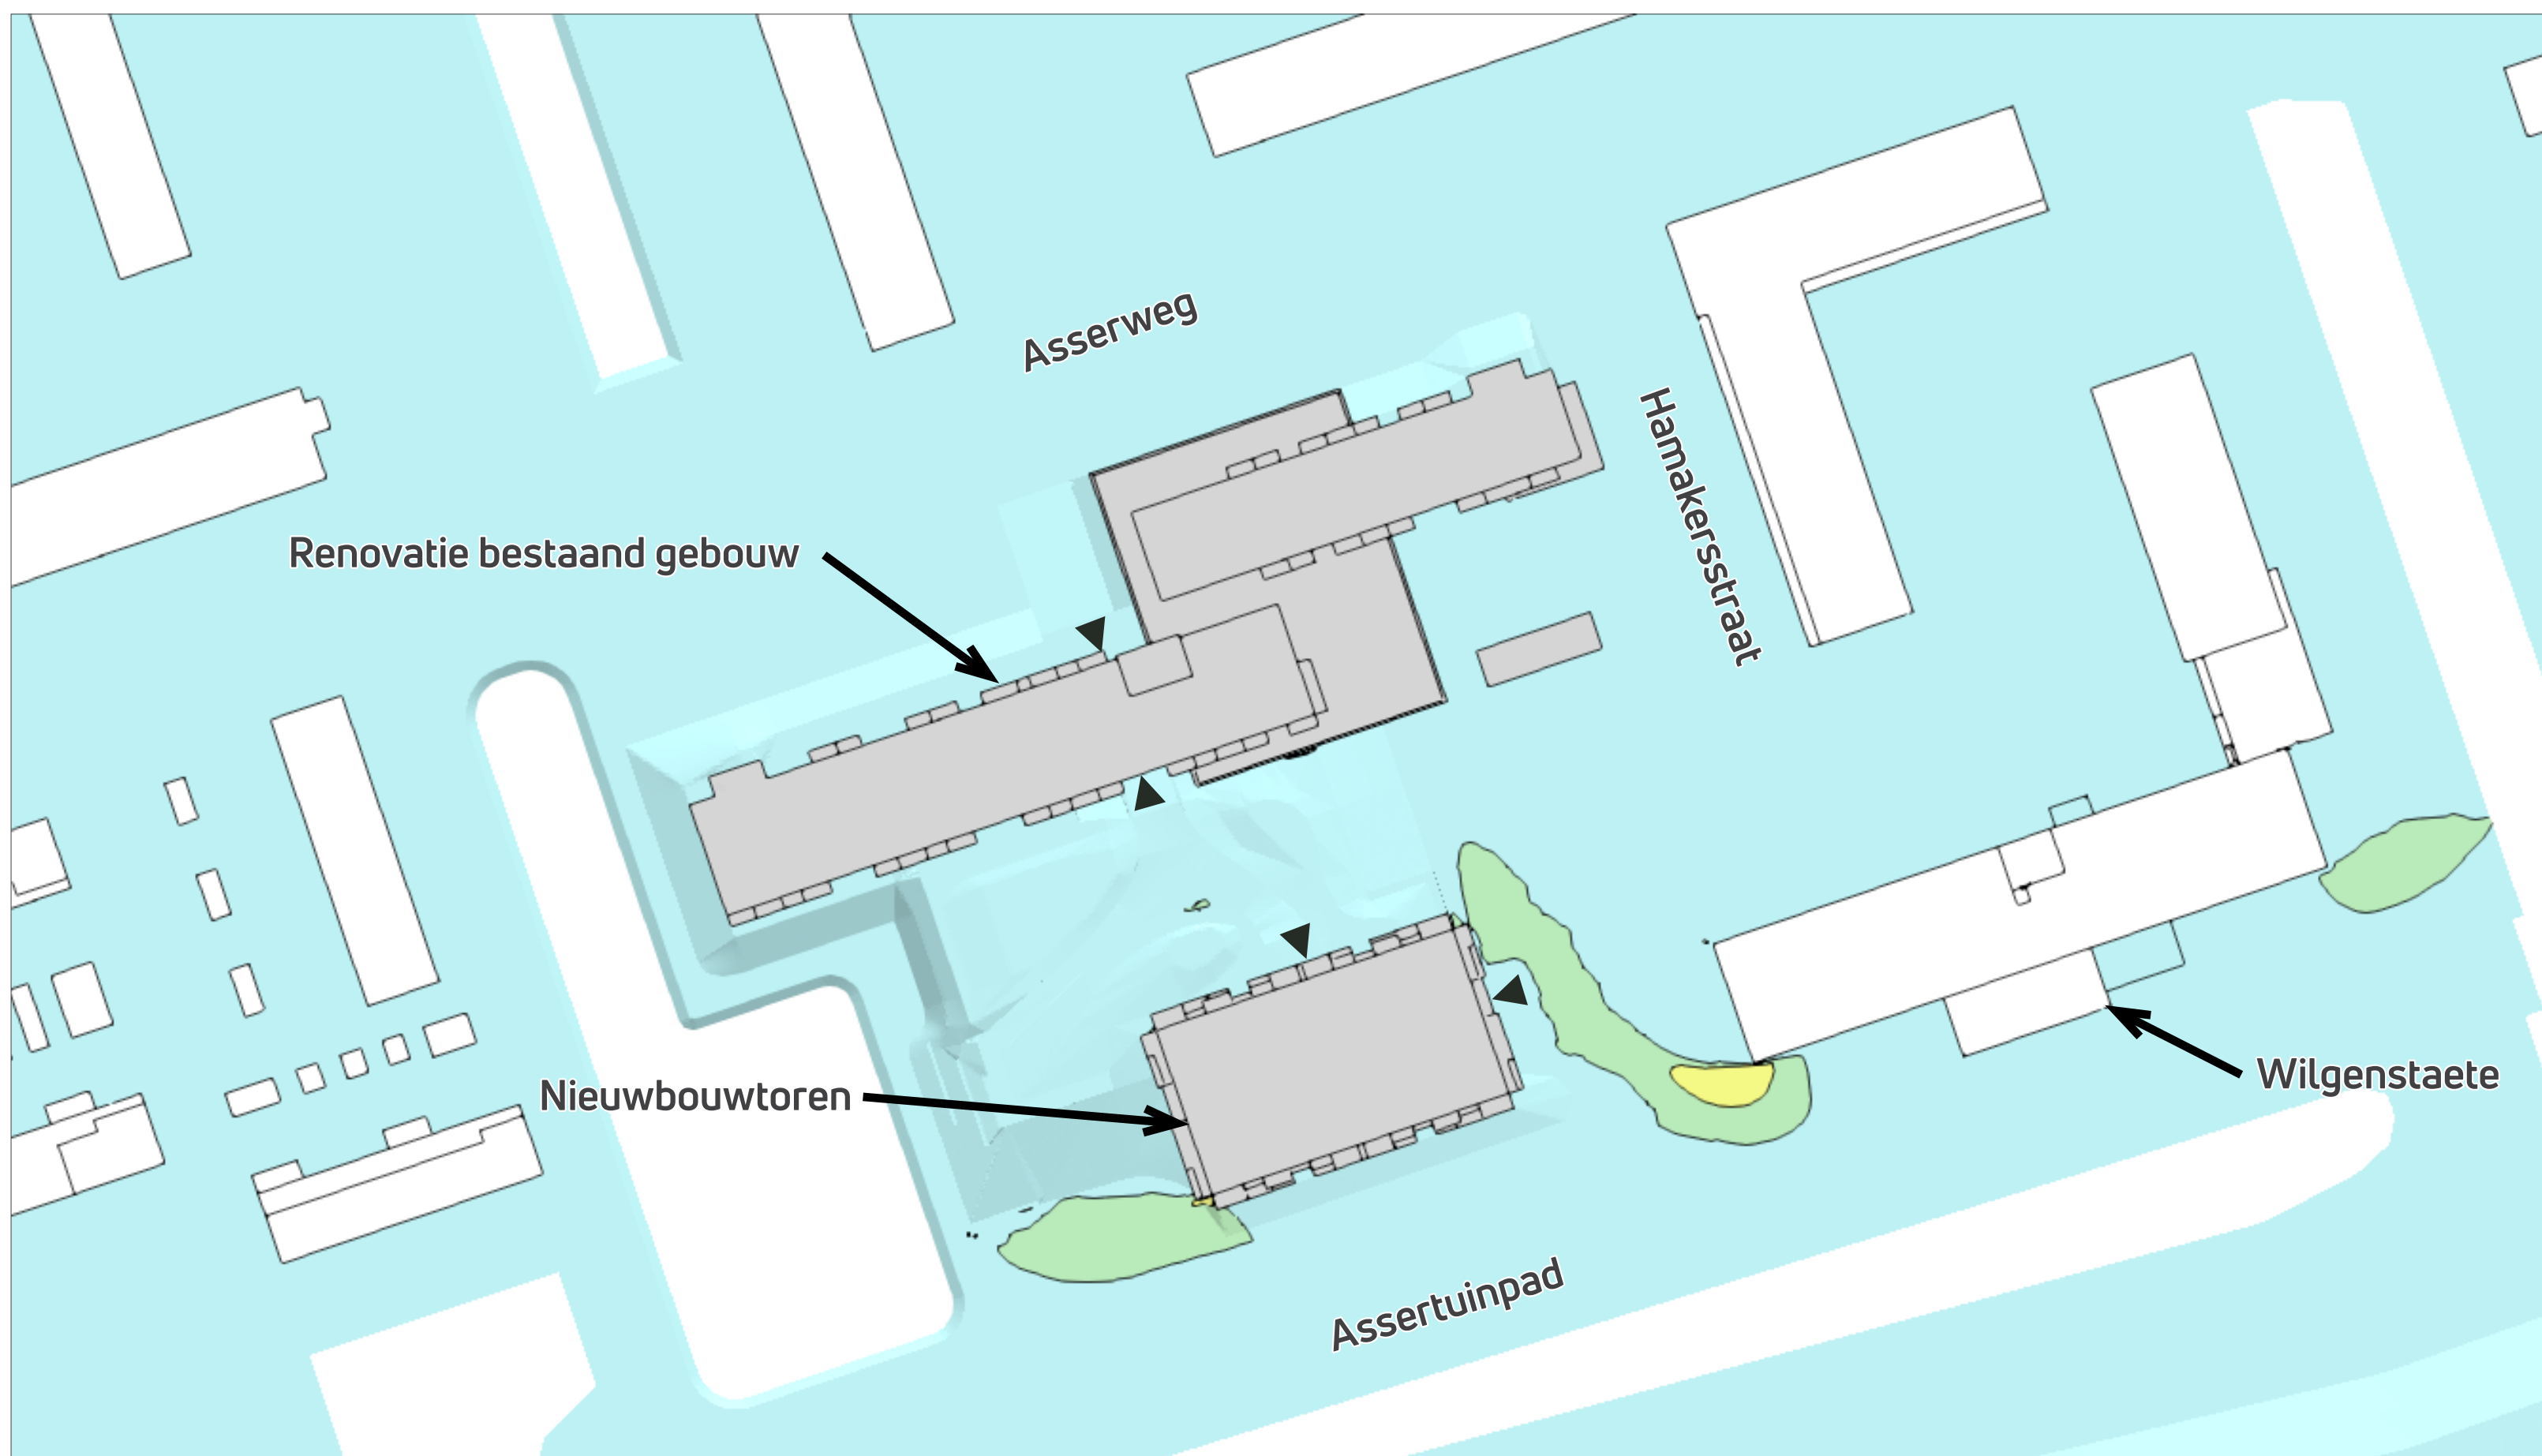 Asserweg
Hamakersstraat
Renovatie bestaand gebouw
Nieuwbouwtoren
Wilgenstaete
Assertuinpad